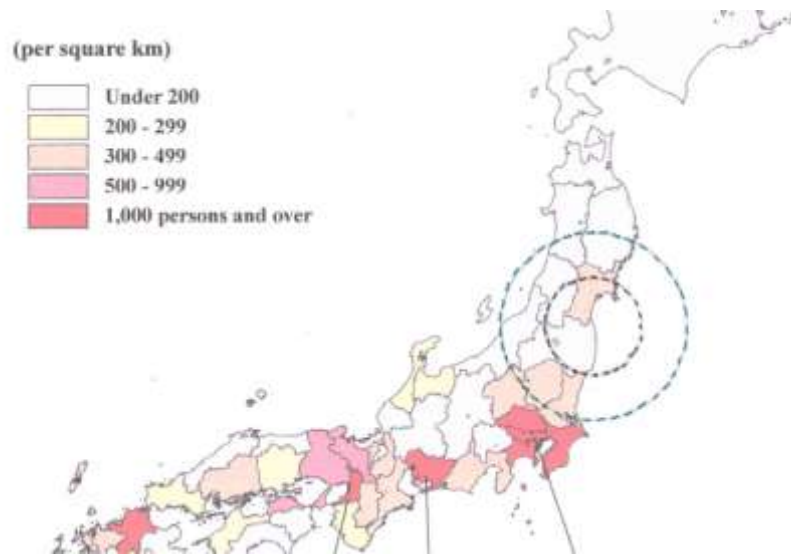 (per square km)
Under 200
200 - 299
300 - 499
500 - 999
1,000 persons and over